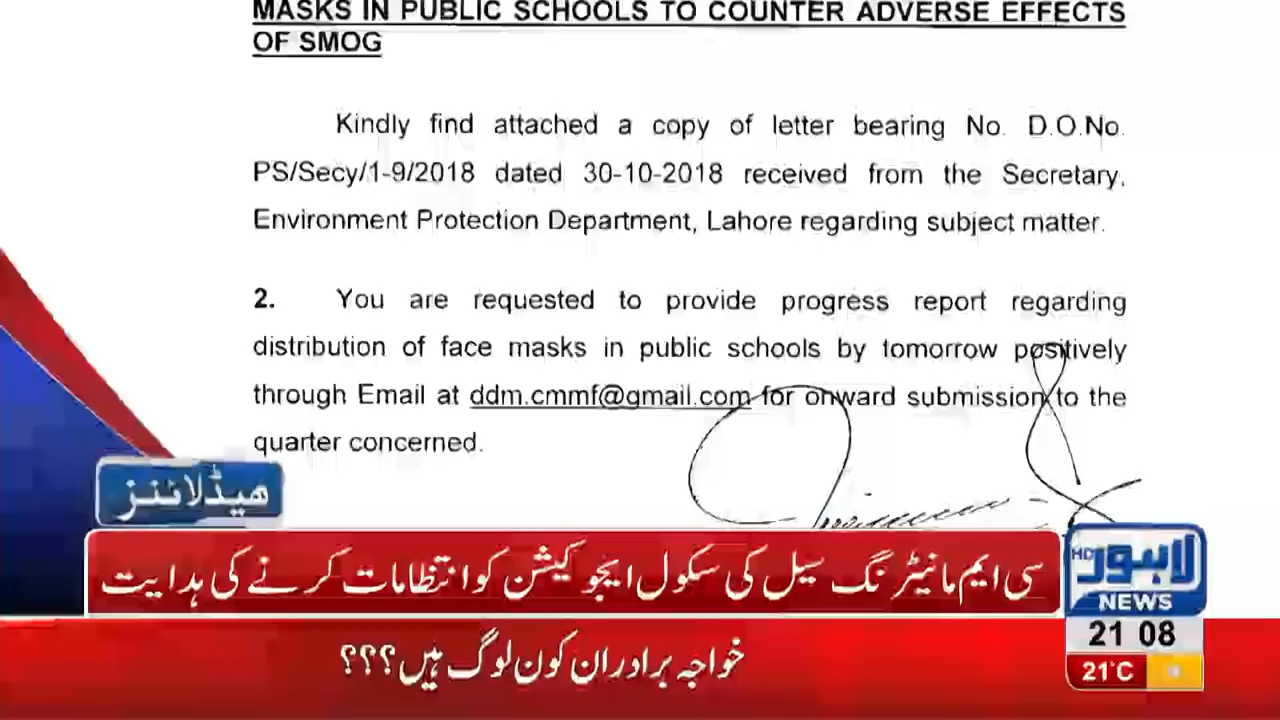 MASKS IN PUBLIC SCHOOLS TO COUNTER ADVERSE EFFECTS
OF SMOG
Kindly find attached a copy of letter bearing No. D.O.No.
PS/Secy/1-9/2018 dated 30-10-2018 received from the Secretary,
Environment Protection Department, Lahore regarding subject matter.
2. You are requested to provide progress report regarding
distribution of face masks in public schools by tomorrow positively
through Email at ddm.cmmf@gmail.com for onward submission to the
quarter concerned.
ھیڈلائنز
سی ایم مانیٹرنگ سیل کی سکول ایجوکیشن کو انتظامات کرنے کی ہدایت
HD لاہور
NEWS
21 08
21°C
خواجہ برادران کون لوگ ہیں؟؟؟